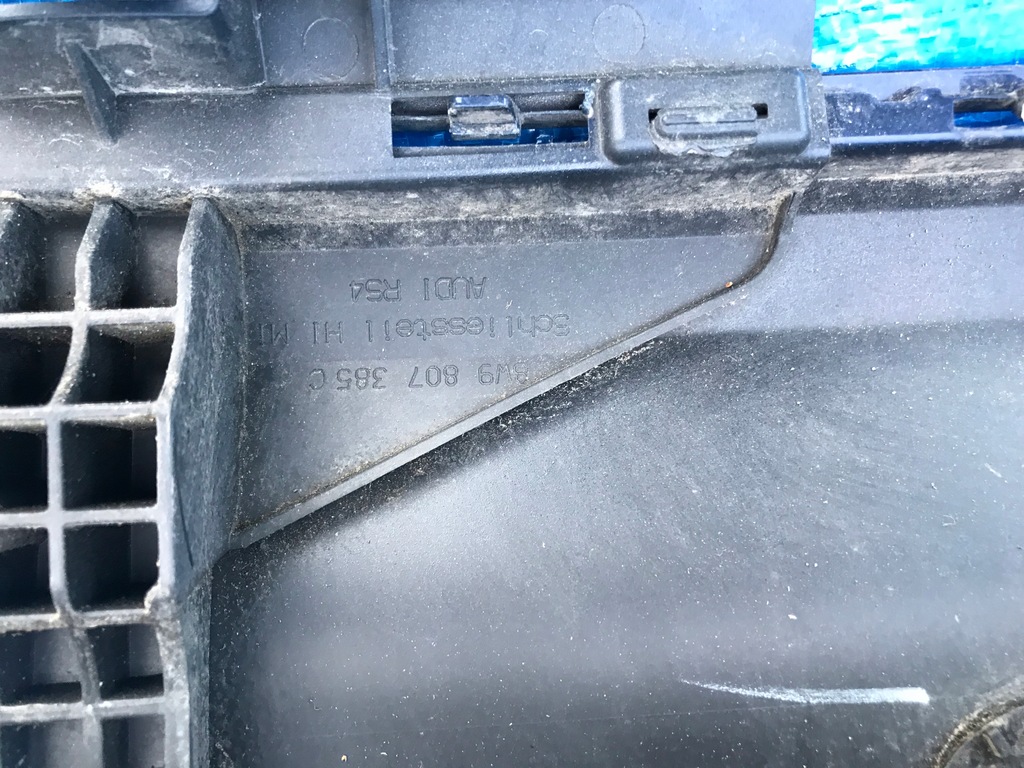 8W9 807 385 C
Schliessteil HI MI
AUDI RS4